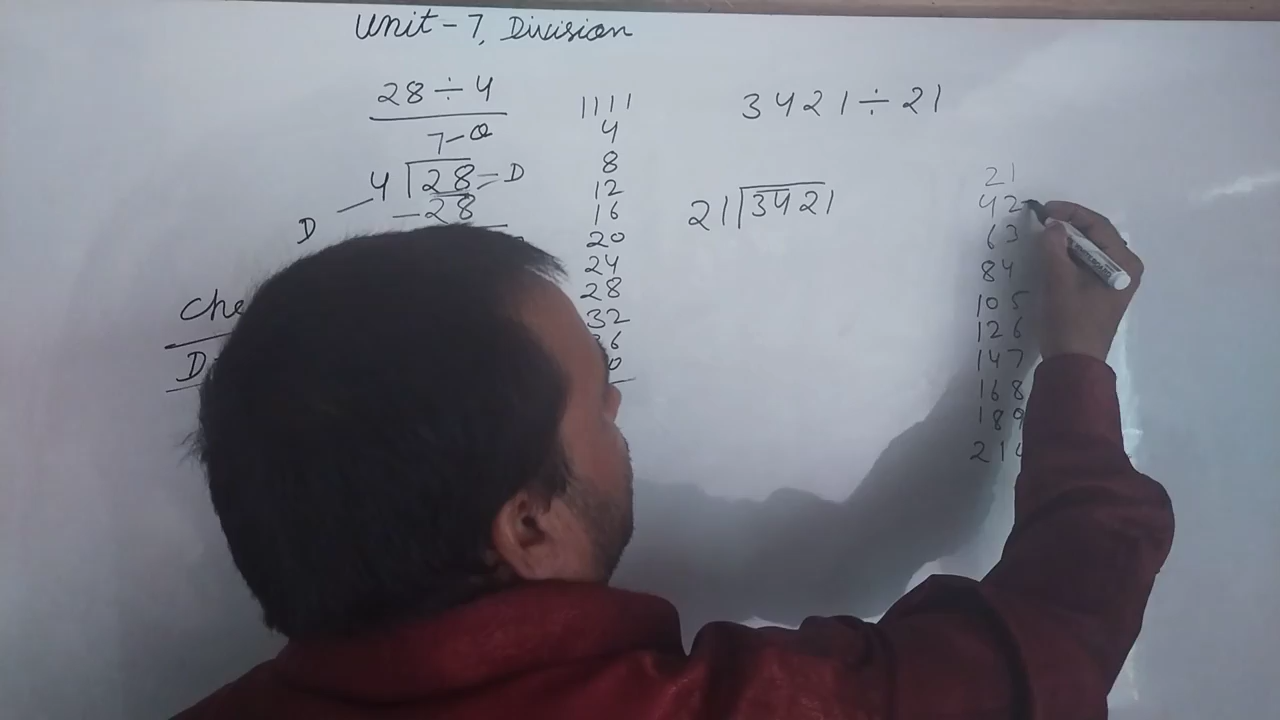 Unit-7, Division
28 ÷ 4
7-Q
4 28 = D
-28
D
Che
D
1111
4
8
12
16
20
24
28
32
3421 ÷ 21
21 3421
21
42
63
84
105
126
147
168
189